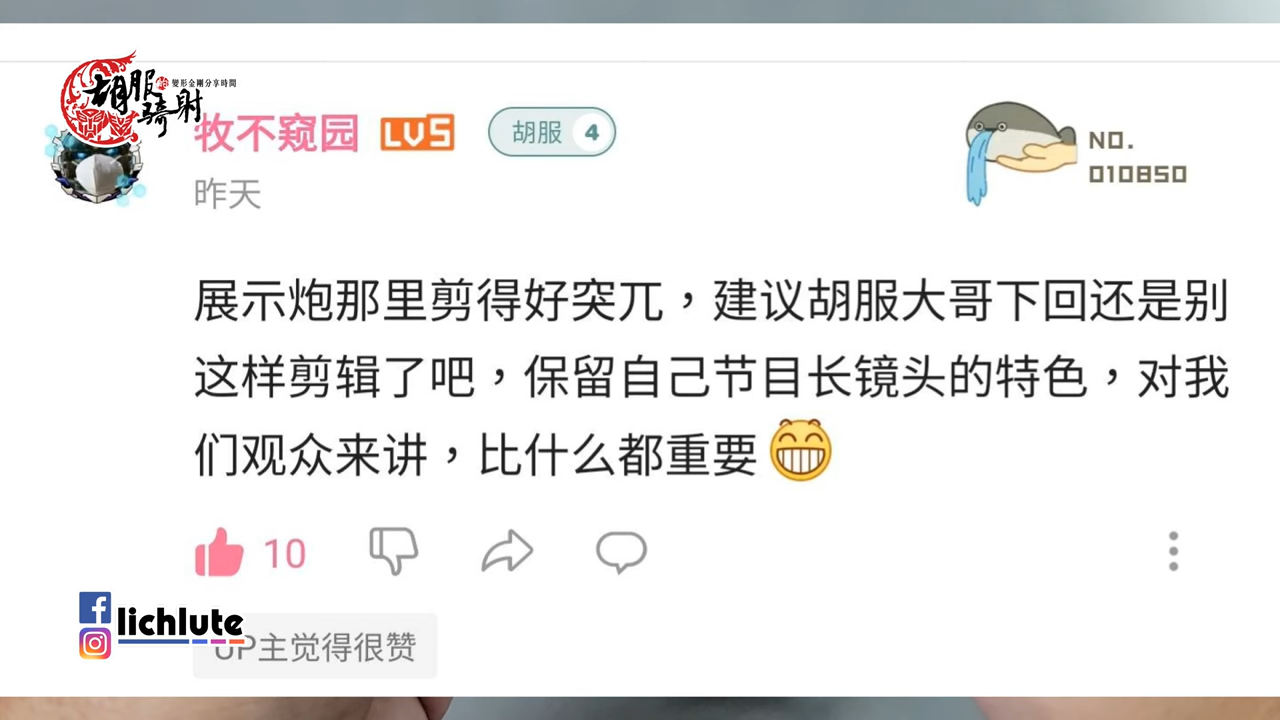 胡服骑射
的
變形金剛分享時間
牧不窥园 LV5 胡服 4
NO.
010850
昨天
展示炮那里剪得好突兀，建议胡服大哥下回还是别
这样剪辑了吧，保留自己节目长镜头的特色，对我
们观众来讲，比什么都重要
10
f lichlute
UP主觉得很赞